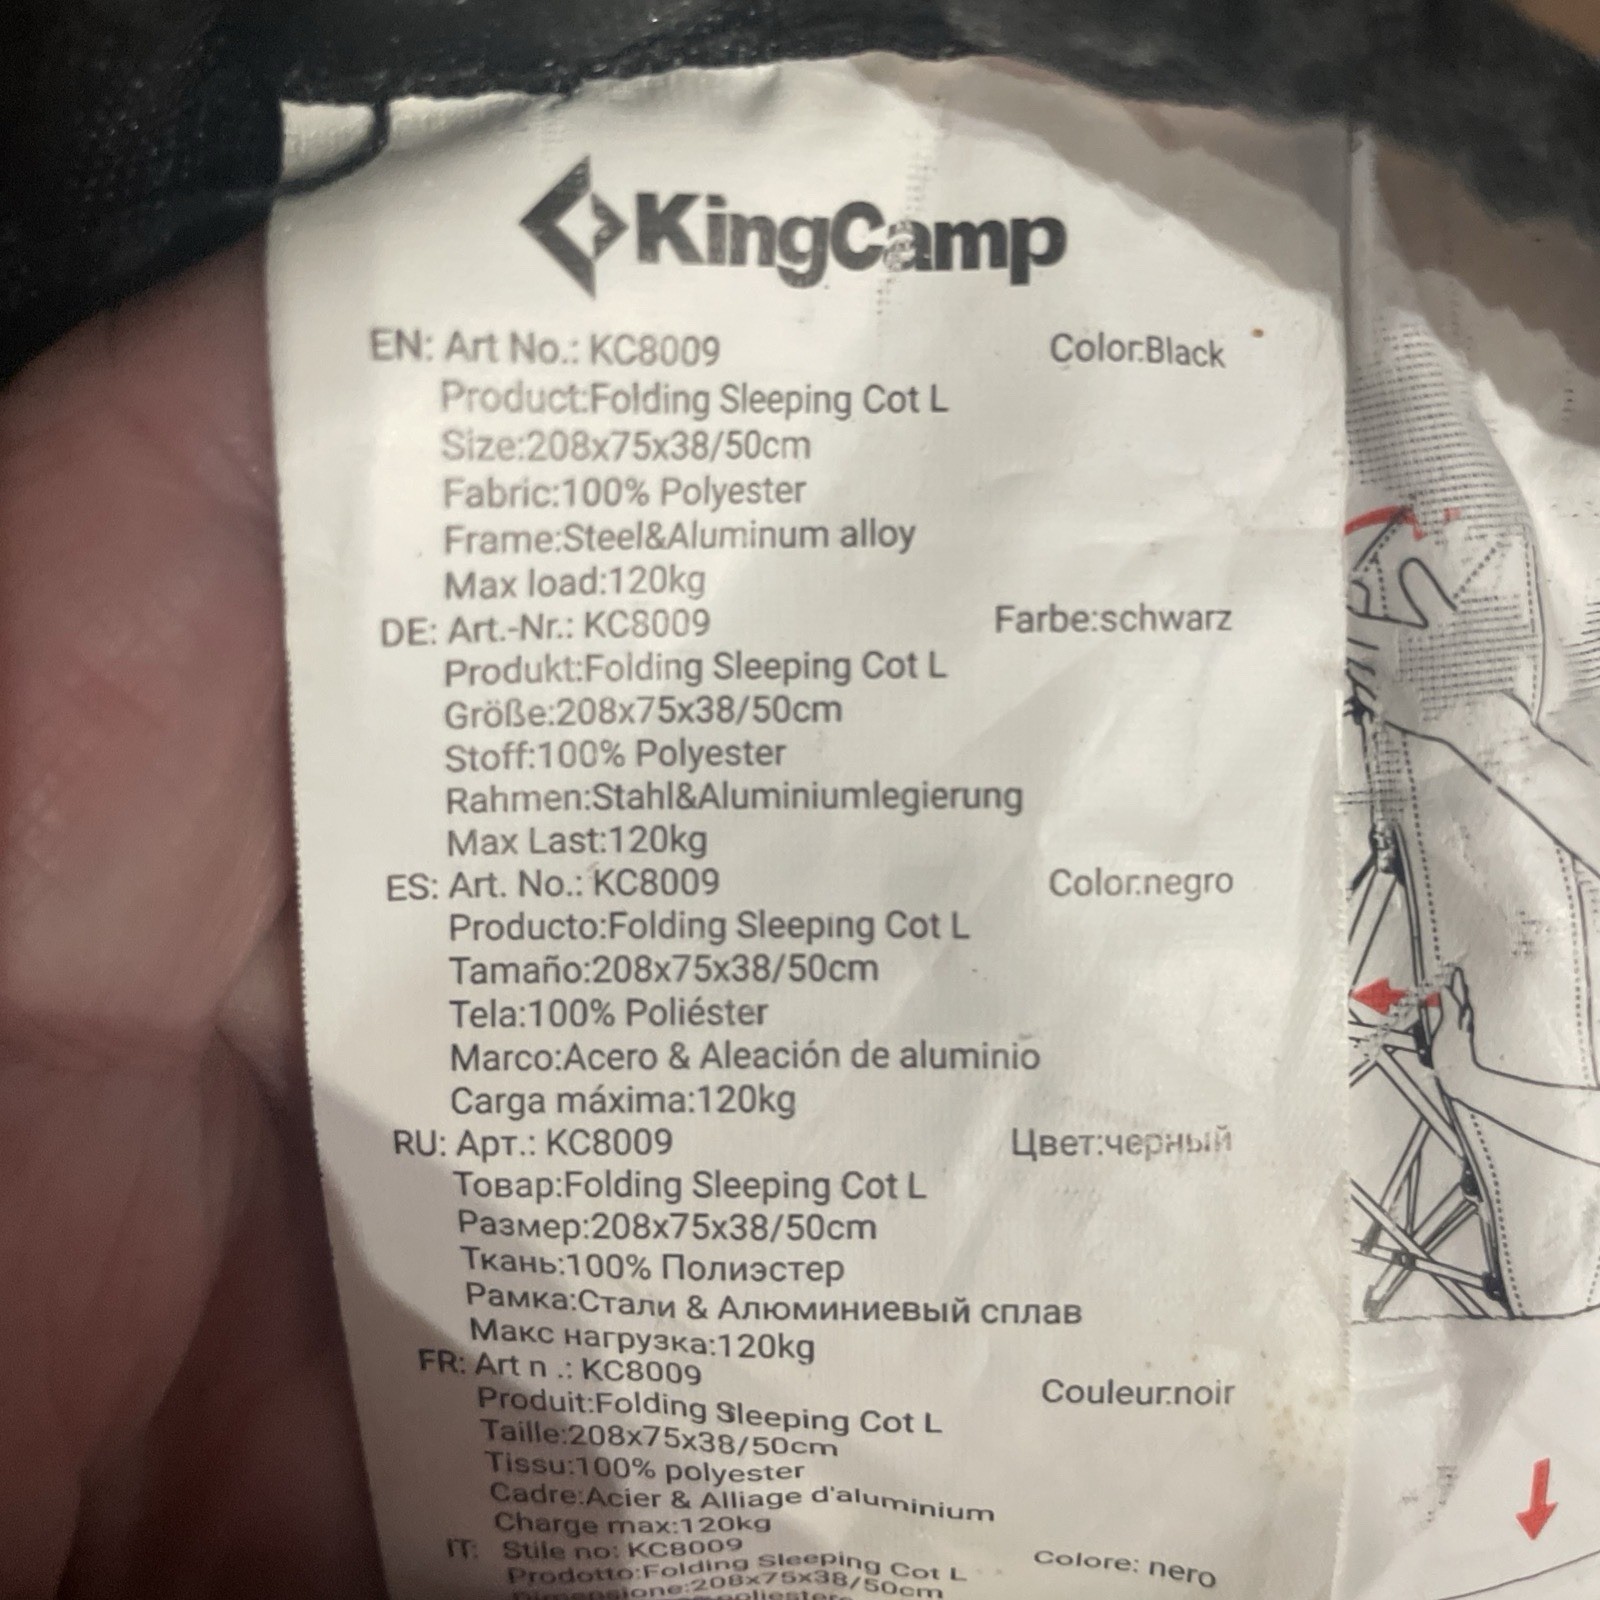 KingCamp
EN: Art No.: KC8009 Color:Black
Product:Folding Sleeping Cot L
Size:208x75x38/50cm
Fabric:100% Polyester
Frame:Steel&Aluminum alloy
Max load:120kg
DE: Art.-Nr.: KC8009 Farbe:schwarz
Produkt:Folding Sleeping Cot L
Größe:208x75x38/50cm
Stoff:100% Polyester
Rahmen:Stahl&Aluminiumlegierung
Max Last:120kg
ES: Art. No.: KC8009 Color:negro
Producto:Folding Sleeping Cot L
Tamaño:208x75x38/50cm
Tela:100% Poliéster
Marco:Acero & Aleación de aluminio
Carga máxima:120kg
RU: Арт.: KC8009 Цвет:черный
Товар:Folding Sleeping Cot L
Размер:208x75x38/50cm
Ткань:100% Полиэстер
Рамка:Стали & Алюминиевый сплав
Макс нагрузка:120kg
FR: Art n .: KC8009 Couleur:noir
Produit:Folding Sleeping Cot L
Taille:208x75x38/50cm
Tissu:100% polyester
Cadre:Acier & Alliage d'aluminium
Charge max:120kg
IT: Stile no: KC8009 Colore: nero
Prodotto:Folding Sleeping Cot L
Dimensione:208x75x38/50cm